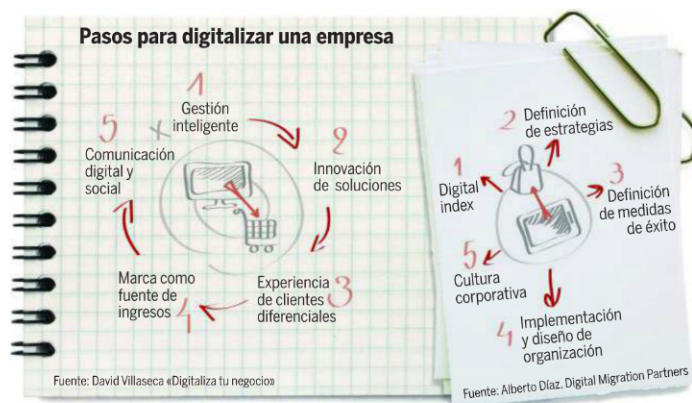 Pasos para digitalizar una empresa
1
Gestión
inteligente
2
Innovación
de soluciones
3
Experiencia
de clientes
diferenciales
4
Marca como
fuente de
ingresos
5
Comunicación
digital y
social
Fuente: David Villaseca «Digitaliza tu negocio»
1
Digital
index
2
Definición
de estrategias
3
Definición
de medidas
de éxito
4
Implementación
y diseño de
organización
5
Cultura
corporativa
Fuente: Alberto Díaz. Digital Migration Partners